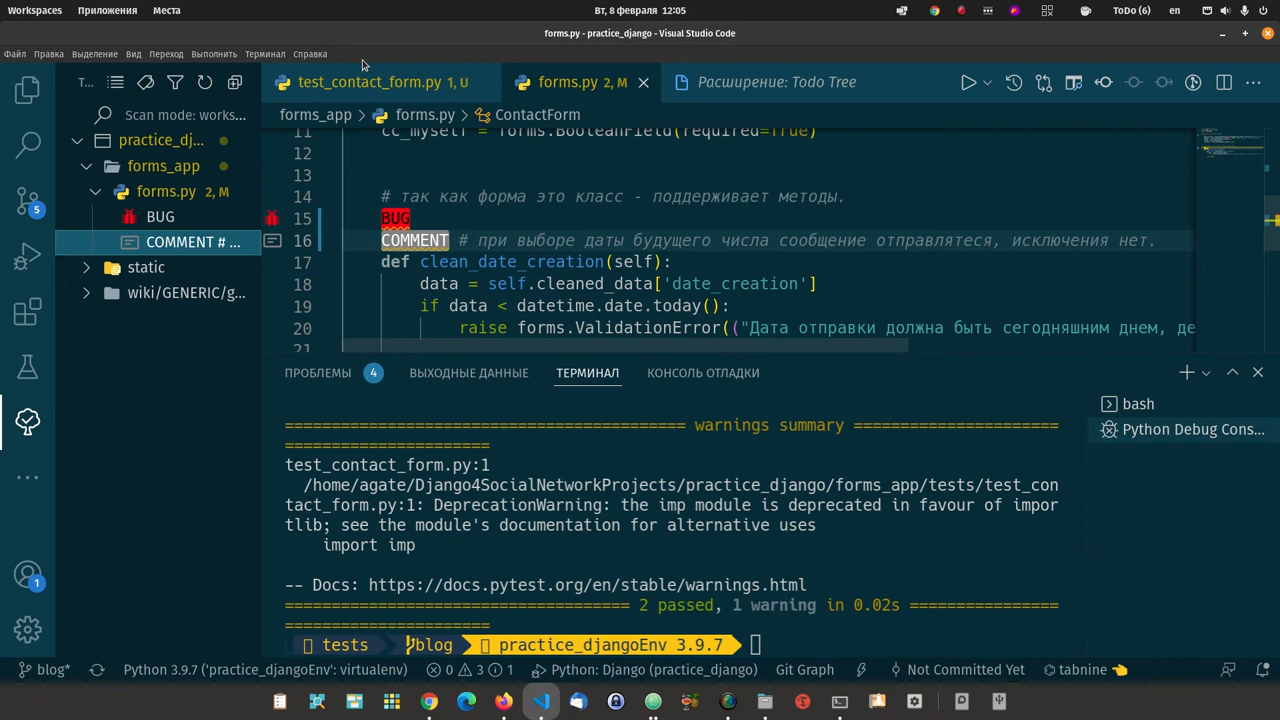 Workspaces Приложения Места Вт, 8 февраля 12:05 ToDo (6) en
forms.py - practice_django - Visual Studio Code
Файл Правка Выделение Вид Переход Выполнить Терминал Справка
T... test_contact_form.py 1, U forms.py 2, M Расширение: Todo Tree
Scan mode: works... forms_app > forms.py > ContactForm
practice_dj...
forms_app
forms.py 2, M
BUG
COMMENT # ...
static
wiki/GENERIC/g...
11 cc_myself = forms.BooleanField(required=True)
12
13
14 # так как форма это класс - поддерживает методы.
15 BUG
16 COMMENT # при выборе даты будущего числа сообщение отправлятеся, исключения нет.
17 def clean_date_creation(self):
18 data = self.cleaned_data['date_creation']
19 if data < datetime.date.today():
20 raise forms.ValidationError(("Дата отправки должна быть сегодняшним днем, де
21
5
1
ПРОБЛЕМЫ 4 ВЫХОДНЫЕ ДАННЫЕ ТЕРМИНАЛ КОНСОЛЬ ОТЛАДКИ
bash
Python Debug Cons...
======================================== warnings summary ======================
======================
test_contact_form.py:1
/home/agate/Django4SocialNetworkProjects/practice_django/forms_app/tests/test_con
tact_form.py:1: DeprecationWarning: the imp module is deprecated in favour of impor
tlib; see the module's documentation for alternative uses
import imp
-- Docs: https://docs.pytest.org/en/stable/warnings.html
================================== 2 passed, 1 warning in 0.02s ================
======================
tests blog practice_djangoEnv 3.9.7
blog* Python 3.9.7 ('practice_djangoEnv': virtualenv) 0 3 1 Python: Django (practice_django) Git Graph Not Committed Yet tabnine